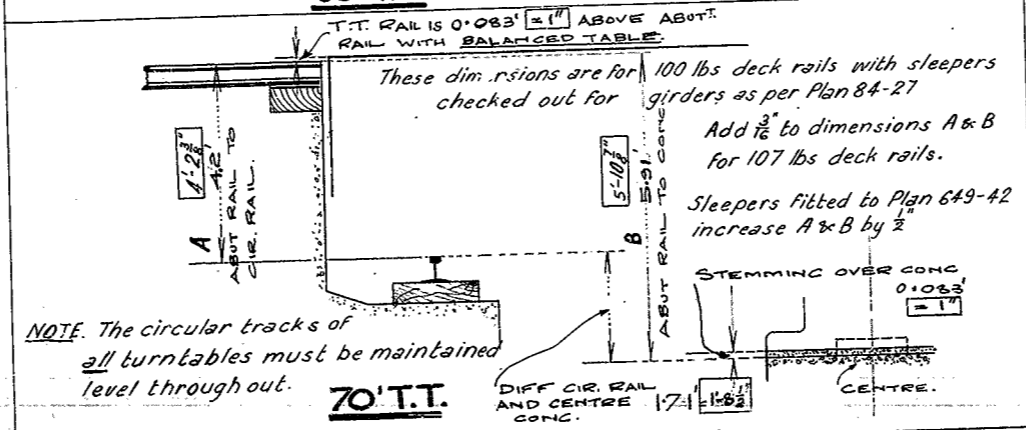 T.T. RAIL IS 0.083' =1" ABOVE ABUTT.
RAIL WITH BALANCED TABLE.
These dim .rsions are for 100 lbs deck rails with sleepers
checked out for girders as per Plan 84-27
Add 3/16" to dimensions A & B
for 107 lbs deck rails.
Sleepers fitted to Plan 649-42
increase A & B by 1/2"
4'-2 3/8"
4.2'
A
ABUT RAIL TO
CIR. RAIL.
5'-10 7/8"
5.91'
B
ABUT RAIL TO CONC
STEMMING OVER CONC
0.083'
= 1"
NOTE. The circular tracks of
all turntables must be maintained
level throughout.
70' T.T.
DIFF CIR. RAIL
AND CENTRE
CONC.
1.71' 1'-8 1/2"
CENTRE.